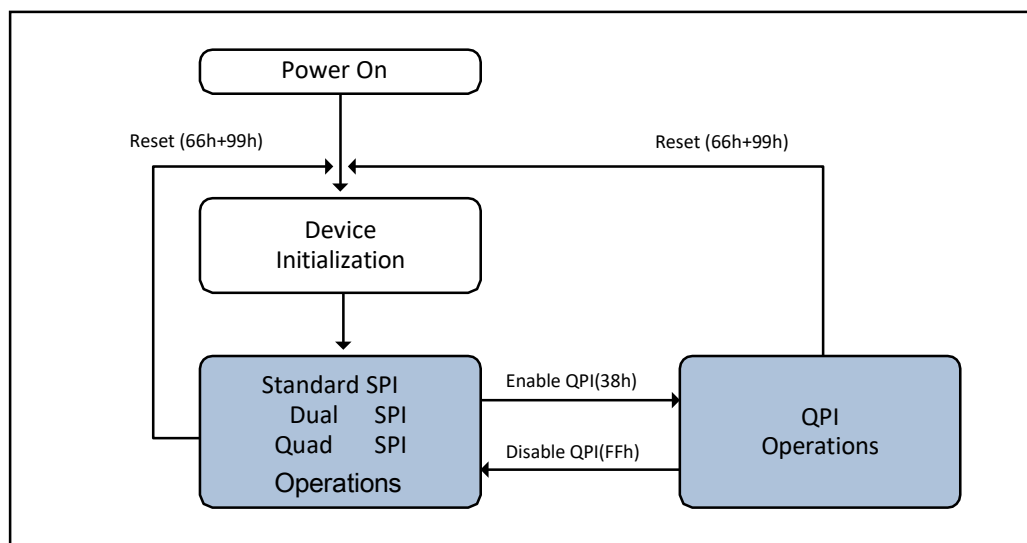 Power On
Reset (66h+99h)
Reset (66h+99h)
Device
Initialization
Standard SPI
Dual SPI
Quad SPI
Operations
Enable QPI(38h)
Disable QPI(FFh)
QPI
Operations